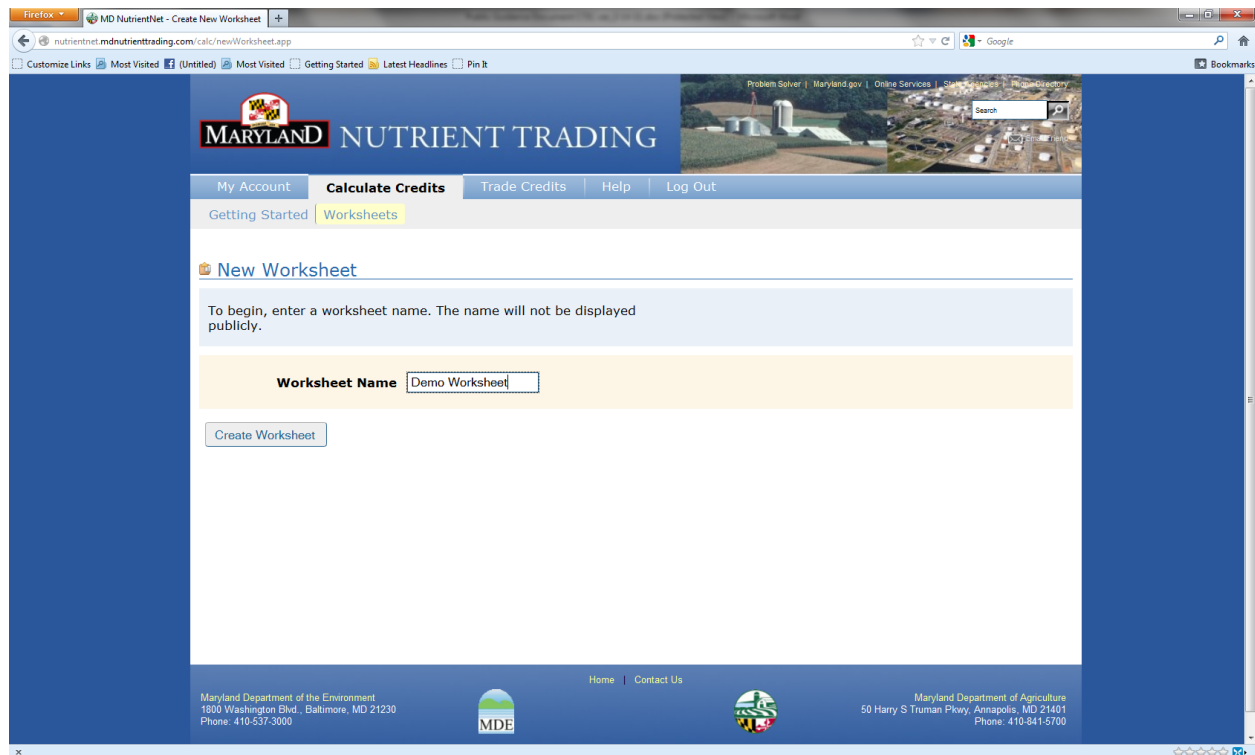 Firefox
MD NutrientNet - Create New Worksheet
nutrientnet.mdnutrienttrading.com/calc/newWorksheet.app
Google
Customize Links Most Visited (Untitled) Most Visited Getting Started Latest Headlines Pin It
Bookmarks
Problem Solver | Maryland.gov | Online Services | State Agencies | Phone Directory
Search
MARYLAND NUTRIENT TRADING
My Account Calculate Credits Trade Credits Help Log Out
Getting Started Worksheets
New Worksheet
To begin, enter a worksheet name. The name will not be displayed
publicly.
Worksheet Name Demo Worksheet
Create Worksheet
Home | Contact Us
Maryland Department of the Environment
1800 Washington Blvd., Baltimore, MD 21230
Phone: 410-537-3000
MDE
Maryland Department of Agriculture
50 Harry S Truman Pkwy, Annapolis, MD 21401
Phone: 410-841-5700